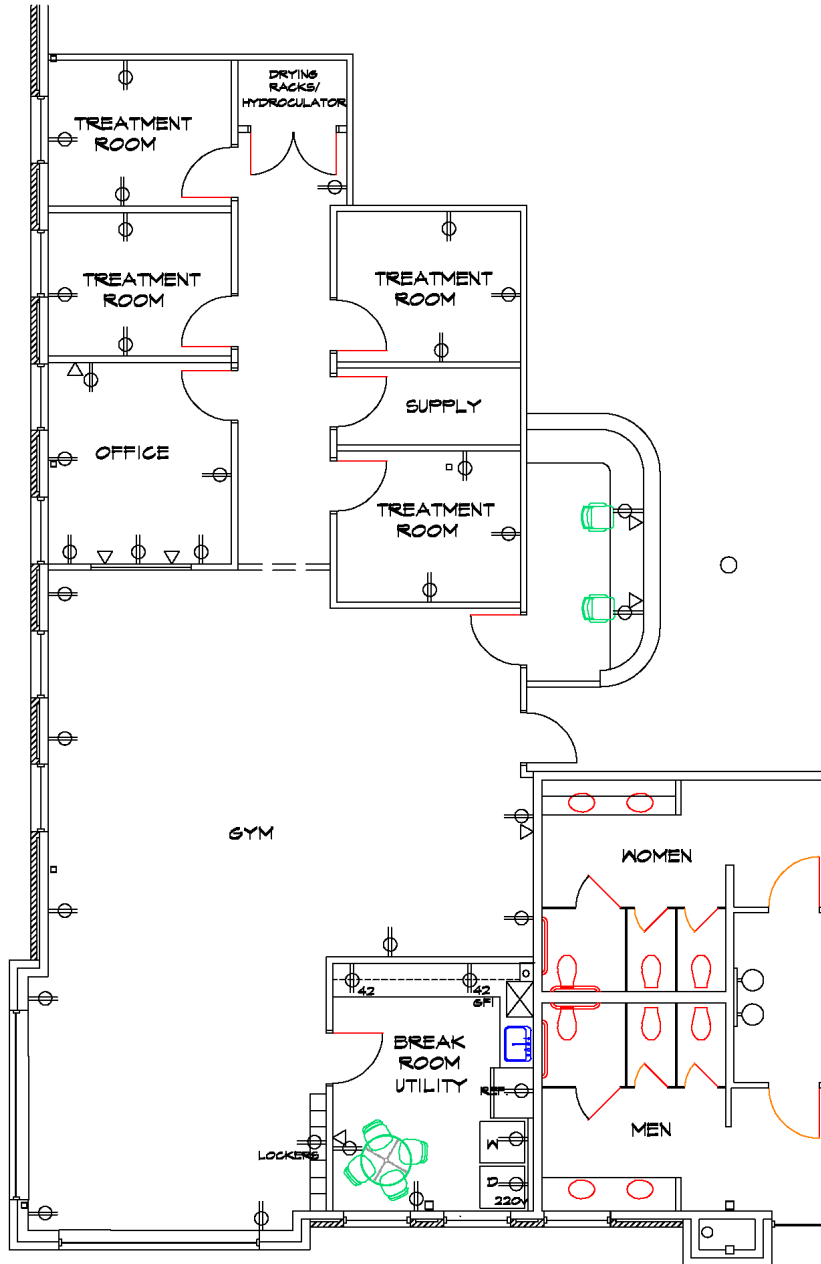 DRYING
RACKS/
HYDROCULATOR
TREATMENT
ROOM
TREATMENT
ROOM
TREATMENT
ROOM
SUPPLY
OFFICE
TREATMENT
ROOM
GYM
WOMEN
42
42
GFI
BREAK
ROOM
UTILITY
REF.
MEN
LOCKERS
W
D
220V